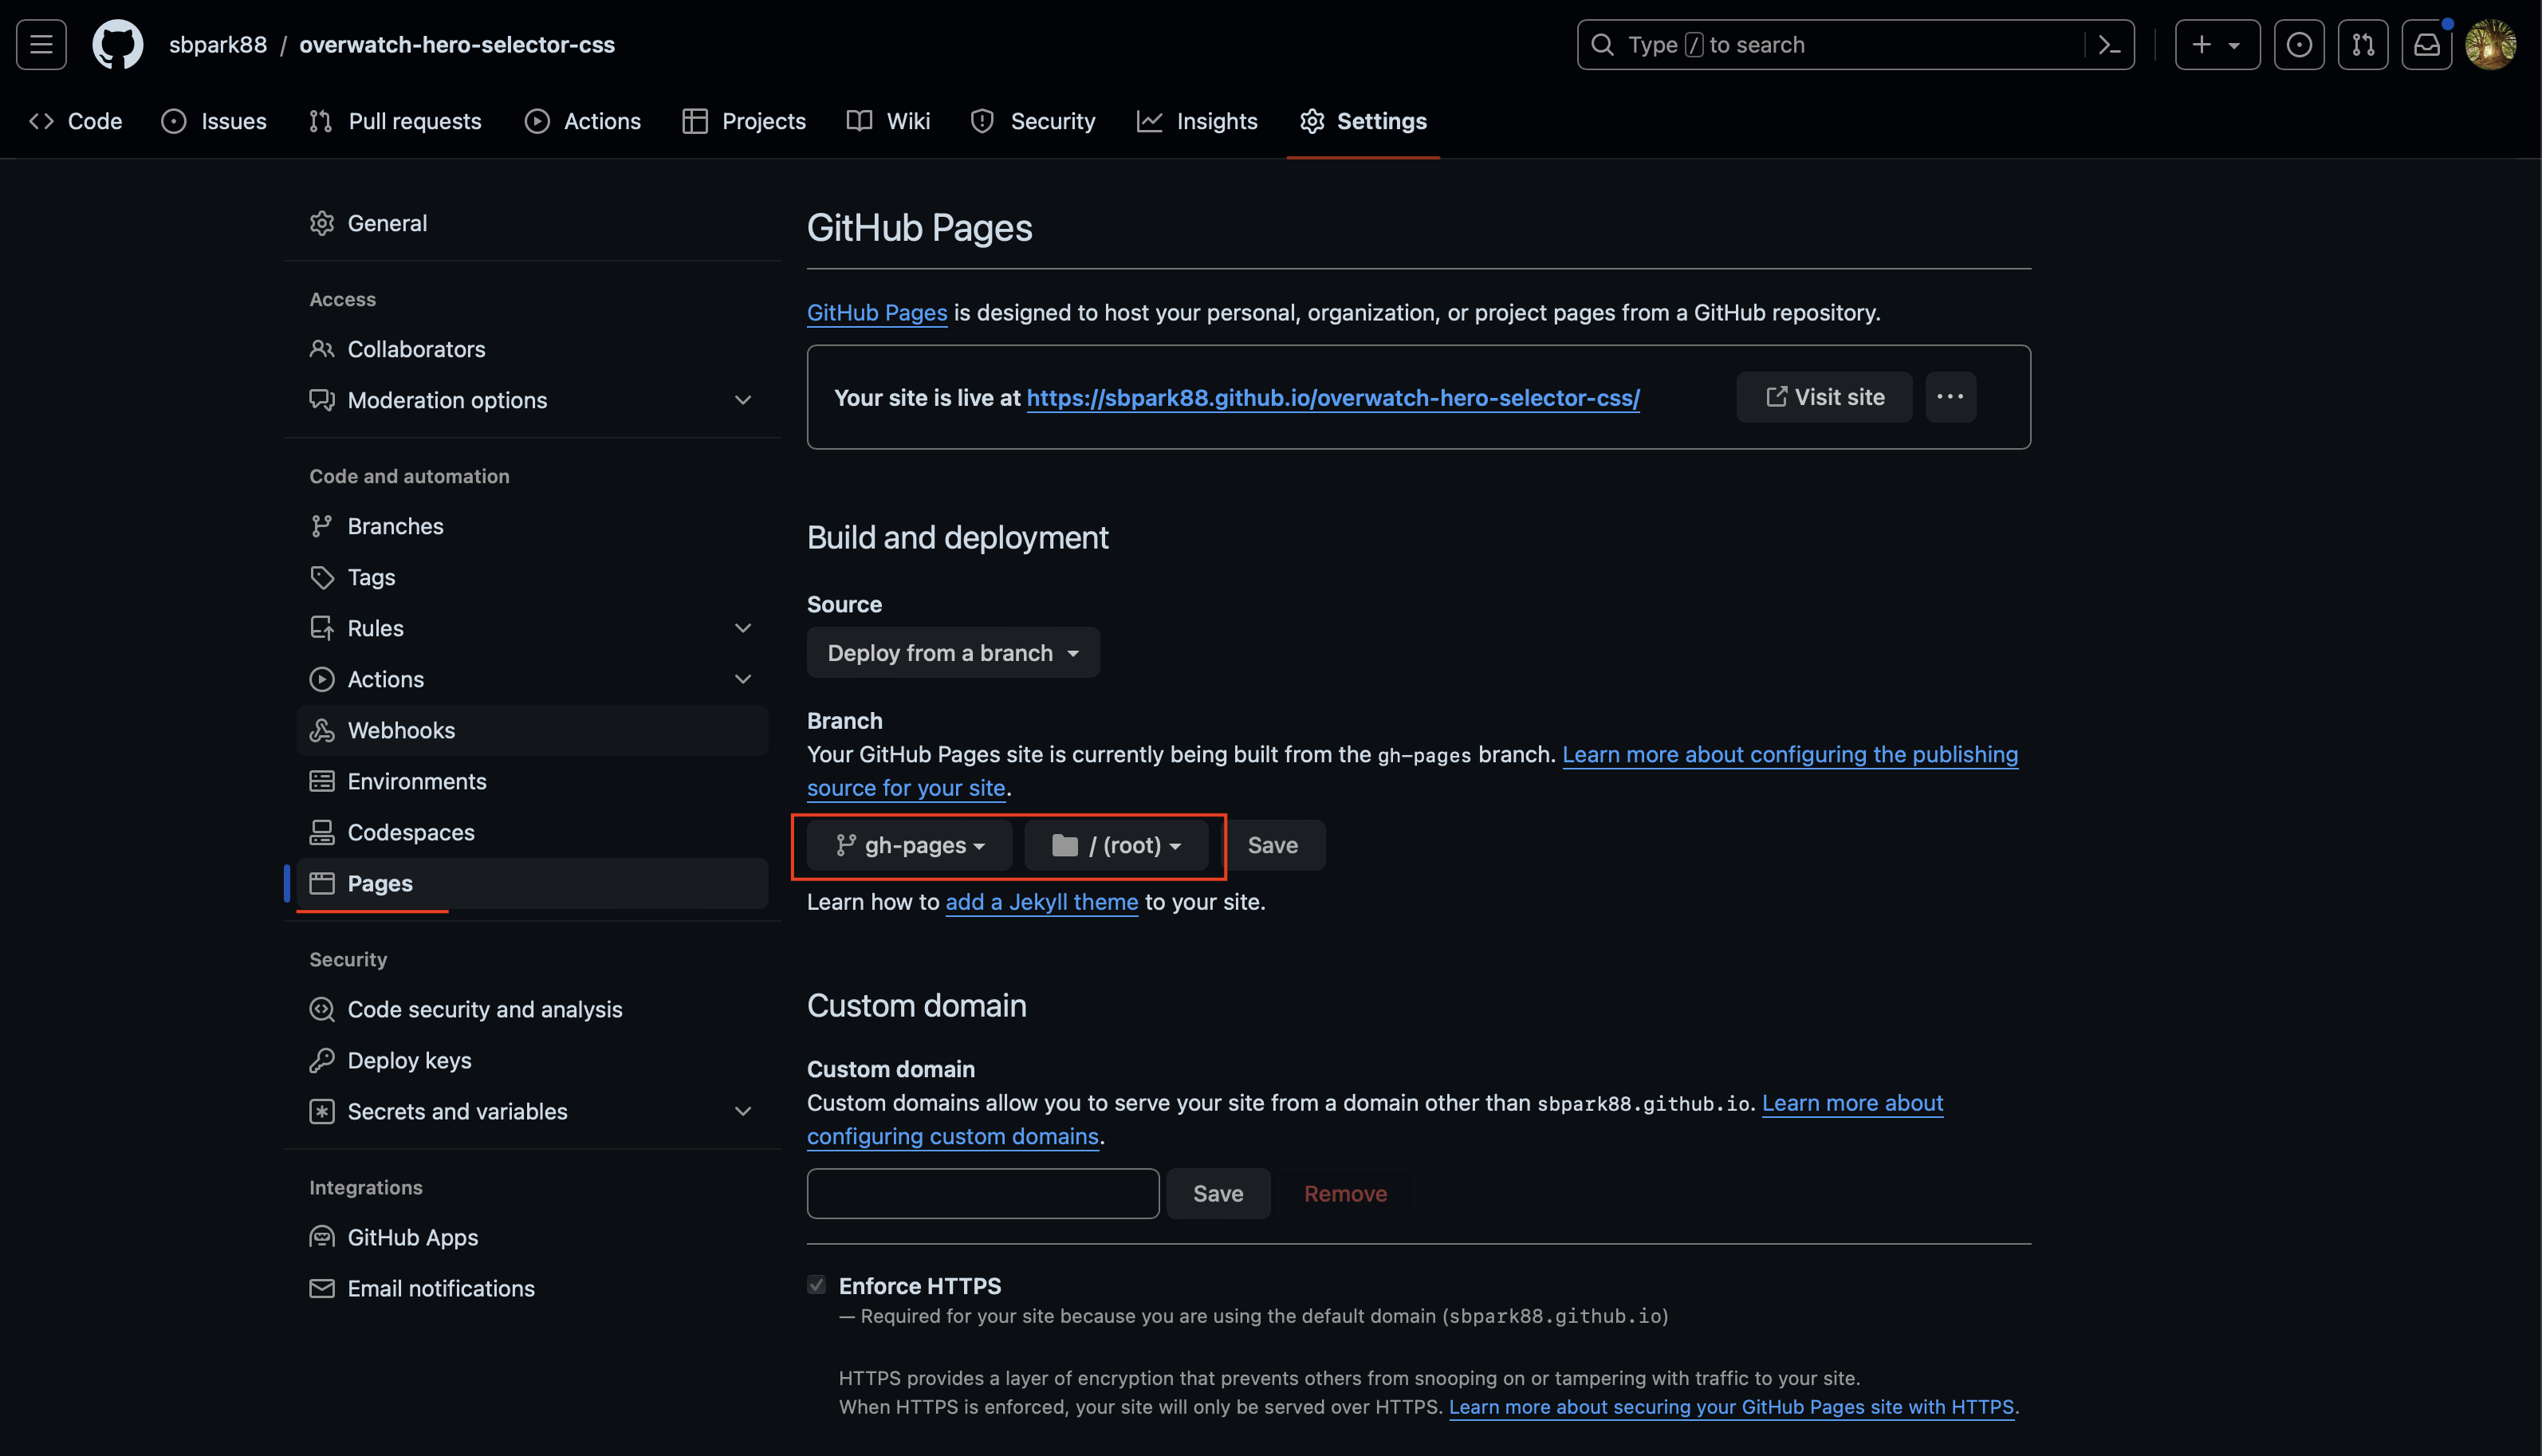 sbpark88 / overwatch-hero-selector-css
Type / to search
Code Issues Pull requests Actions Projects Wiki Security Insights Settings
General
Access
Collaborators
Moderation options
Code and automation
Branches
Tags
Rules
Actions
Webhooks
Environments
Codespaces
Pages
Security
Code security and analysis
Deploy keys
Secrets and variables
Integrations
GitHub Apps
Email notifications
GitHub Pages
GitHub Pages is designed to host your personal, organization, or project pages from a GitHub repository.
Your site is live at https://sbpark88.github.io/overwatch-hero-selector-css/
Visit site
Build and deployment
Source
Deploy from a branch
Branch
Your GitHub Pages site is currently being built from the gh-pages branch. Learn more about configuring the publishing
source for your site.
gh-pages / (root) Save
Learn how to add a Jekyll theme to your site.
Custom domain
Custom domain
Custom domains allow you to serve your site from a domain other than sbpark88.github.io. Learn more about
configuring custom domains.
Save Remove
Enforce HTTPS
— Required for your site because you are using the default domain (sbpark88.github.io)
HTTPS provides a layer of encryption that prevents others from snooping on or tampering with traffic to your site.
When HTTPS is enforced, your site will only be served over HTTPS. Learn more about securing your GitHub Pages site with HTTPS.